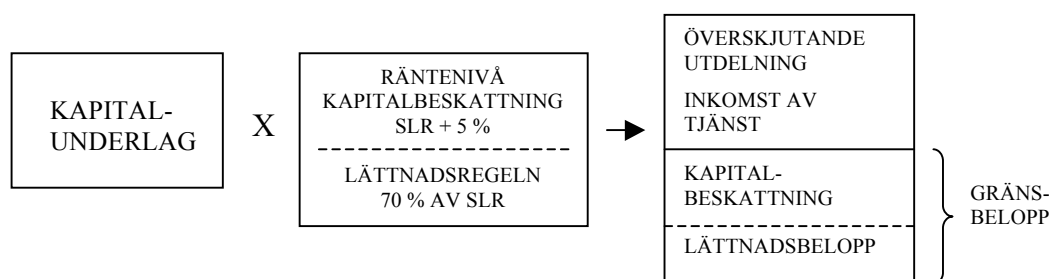 KAPITAL-
UNDERLAG
X
RÄNTENIVÅ
KAPITALBESKATTNING
SLR + 5 %
LÄTTNADSREGELN
70 % AV SLR
ÖVERSKJUTANDE
UTDELNING
INKOMST AV
TJÄNST
KAPITAL-
BESKATTNING
LÄTTNADSBELOPP
GRÄNS-
BELOPP